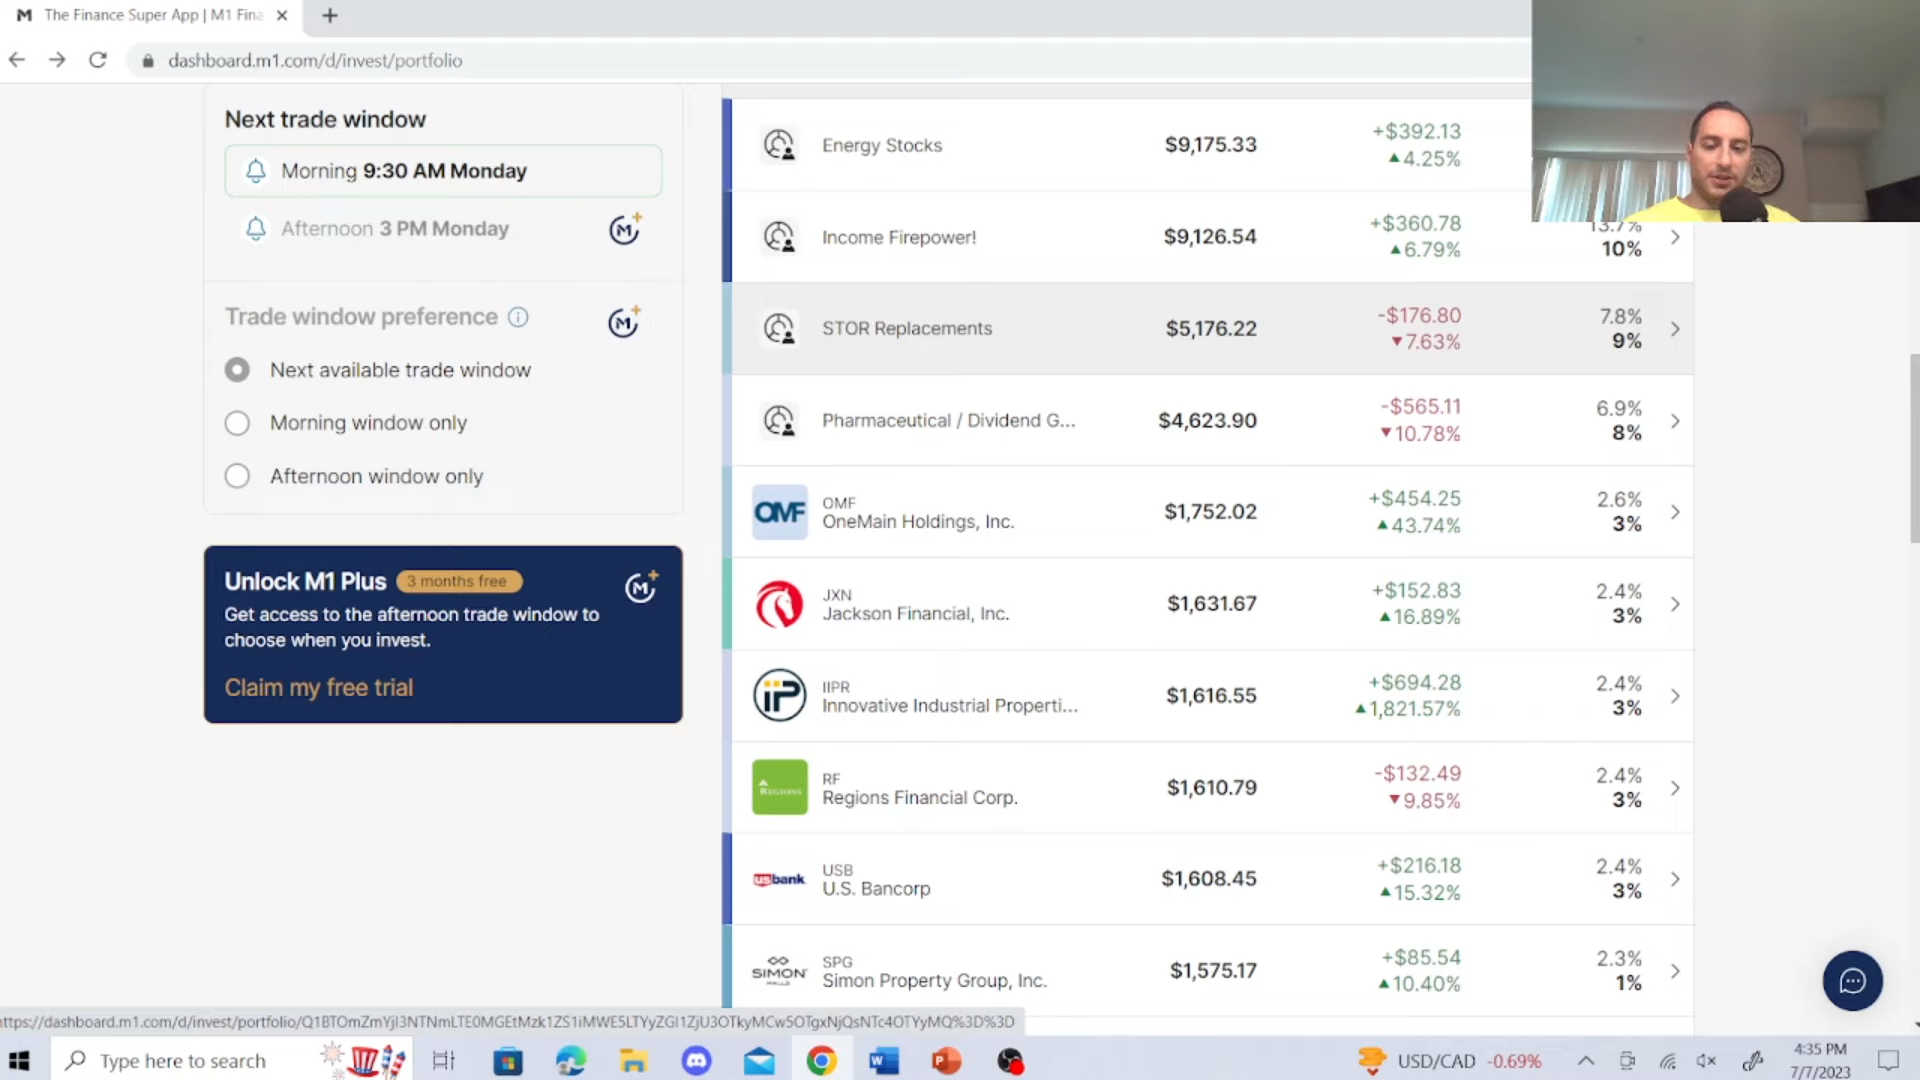 The Finance Super App | M1 Fina
dashboard.m1.com/d/invest/portfolio
Next trade window
Morning 9:30 AM Monday
Afternoon 3 PM Monday
Trade window preference
Next available trade window
Morning window only
Afternoon window only
Unlock M1 Plus 3 months free
Get access to the afternoon trade window to
choose when you invest.
Claim my free trial
Energy Stocks $9,175.33 +$392.13
▲4.25%
Income Firepower! $9,126.54 +$360.78 13.7%
▲6.79% 10%
STOR Replacements $5,176.22 -$176.80 7.8%
▼7.63% 9%
Pharmaceutical / Dividend G... $4,623.90 -$565.11 6.9%
▼10.78% 8%
OMF
OMF
OneMain Holdings, Inc. $1,752.02 +$454.25 2.6%
▲43.74% 3%
JXN
Jackson Financial, Inc. $1,631.67 +$152.83 2.4%
▲16.89% 3%
iiP
IIPR
Innovative Industrial Properti... $1,616.55 +$694.28 2.4%
▲1,821.57% 3%
REGIONS
RF
Regions Financial Corp. $1,610.79 -$132.49 2.4%
▼9.85% 3%
usbank
USB
U.S. Bancorp $1,608.45 +$216.18 2.4%
▲15.32% 3%
SIMON
MALLS
SPG
Simon Property Group, Inc. $1,575.17 +$85.54 2.3%
▲10.40% 1%
Type here to search
USD/CAD -0.69%
4:35 PM
7/7/2023